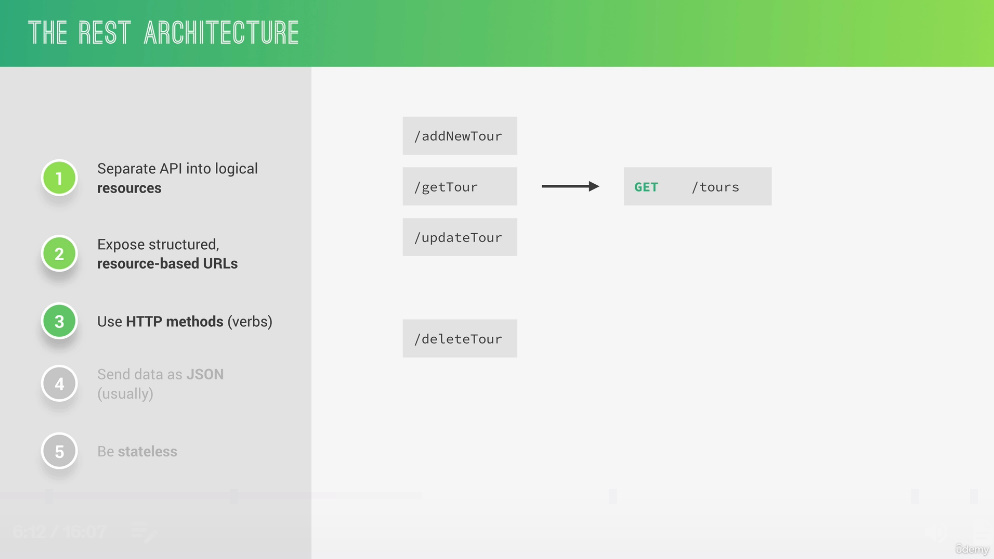 THE REST ARCHITECTURE
1
Separate API into logical
resources
2
Expose structured,
resource-based URLs
3
Use HTTP methods (verbs)
4
Send data as JSON
(usually)
5
Be stateless
/addNewTour
/getTour
GET /tours
/updateTour
/deleteTour
6:12 / 16:07
ûdemy